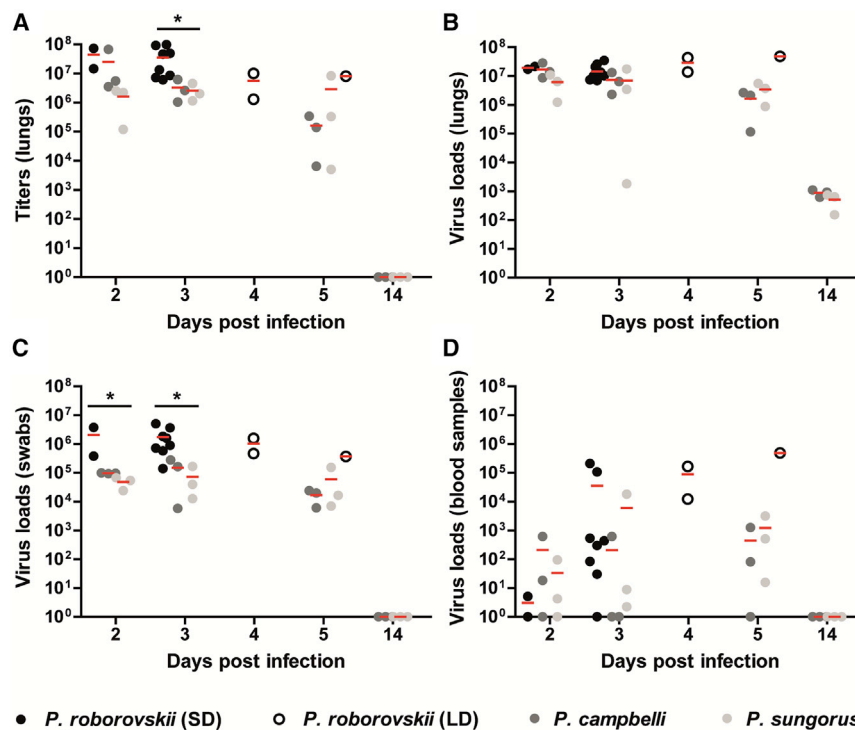 A
B
*
Titers (lungs)
10^8
10^7
10^6
10^5
10^4
10^3
10^2
10^1
10^0
2 3 4 5 14
Days post infection
Virus loads (lungs)
10^8
10^7
10^6
10^5
10^4
10^3
10^2
10^1
10^0
2 3 4 5 14
Days post infection
C
D
* *
Virus loads (swabs)
10^8
10^7
10^6
10^5
10^4
10^3
10^2
10^1
10^0
2 3 4 5 14
Days post infection
Virus loads (blood samples)
10^8
10^7
10^6
10^5
10^4
10^3
10^2
10^1
10^0
2 3 4 5 14
Days post infection
P. roborovskii (SD) P. roborovskii (LD) P. campbelli P. sungorus